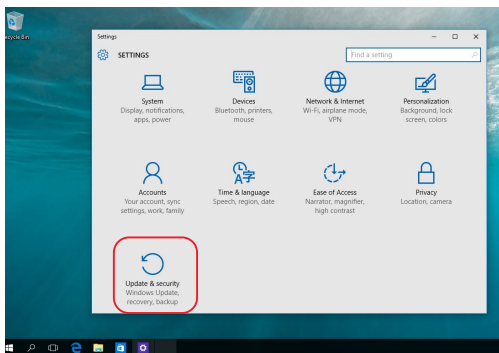 Recycle Bin
Settings
SETTINGS
Find a setting
System
Display, notifications,
apps, power
Devices
Bluetooth, printers,
mouse
Network & Internet
Wi-Fi, airplane mode,
VPN
Personalization
Background, lock
screen, colors
Accounts
Your account, sync
settings, work, family
Time & language
Speech, region, date
Ease of Access
Narrator, magnifier,
high contrast
Privacy
Location, camera
Update & security
Windows Update,
recovery, backup